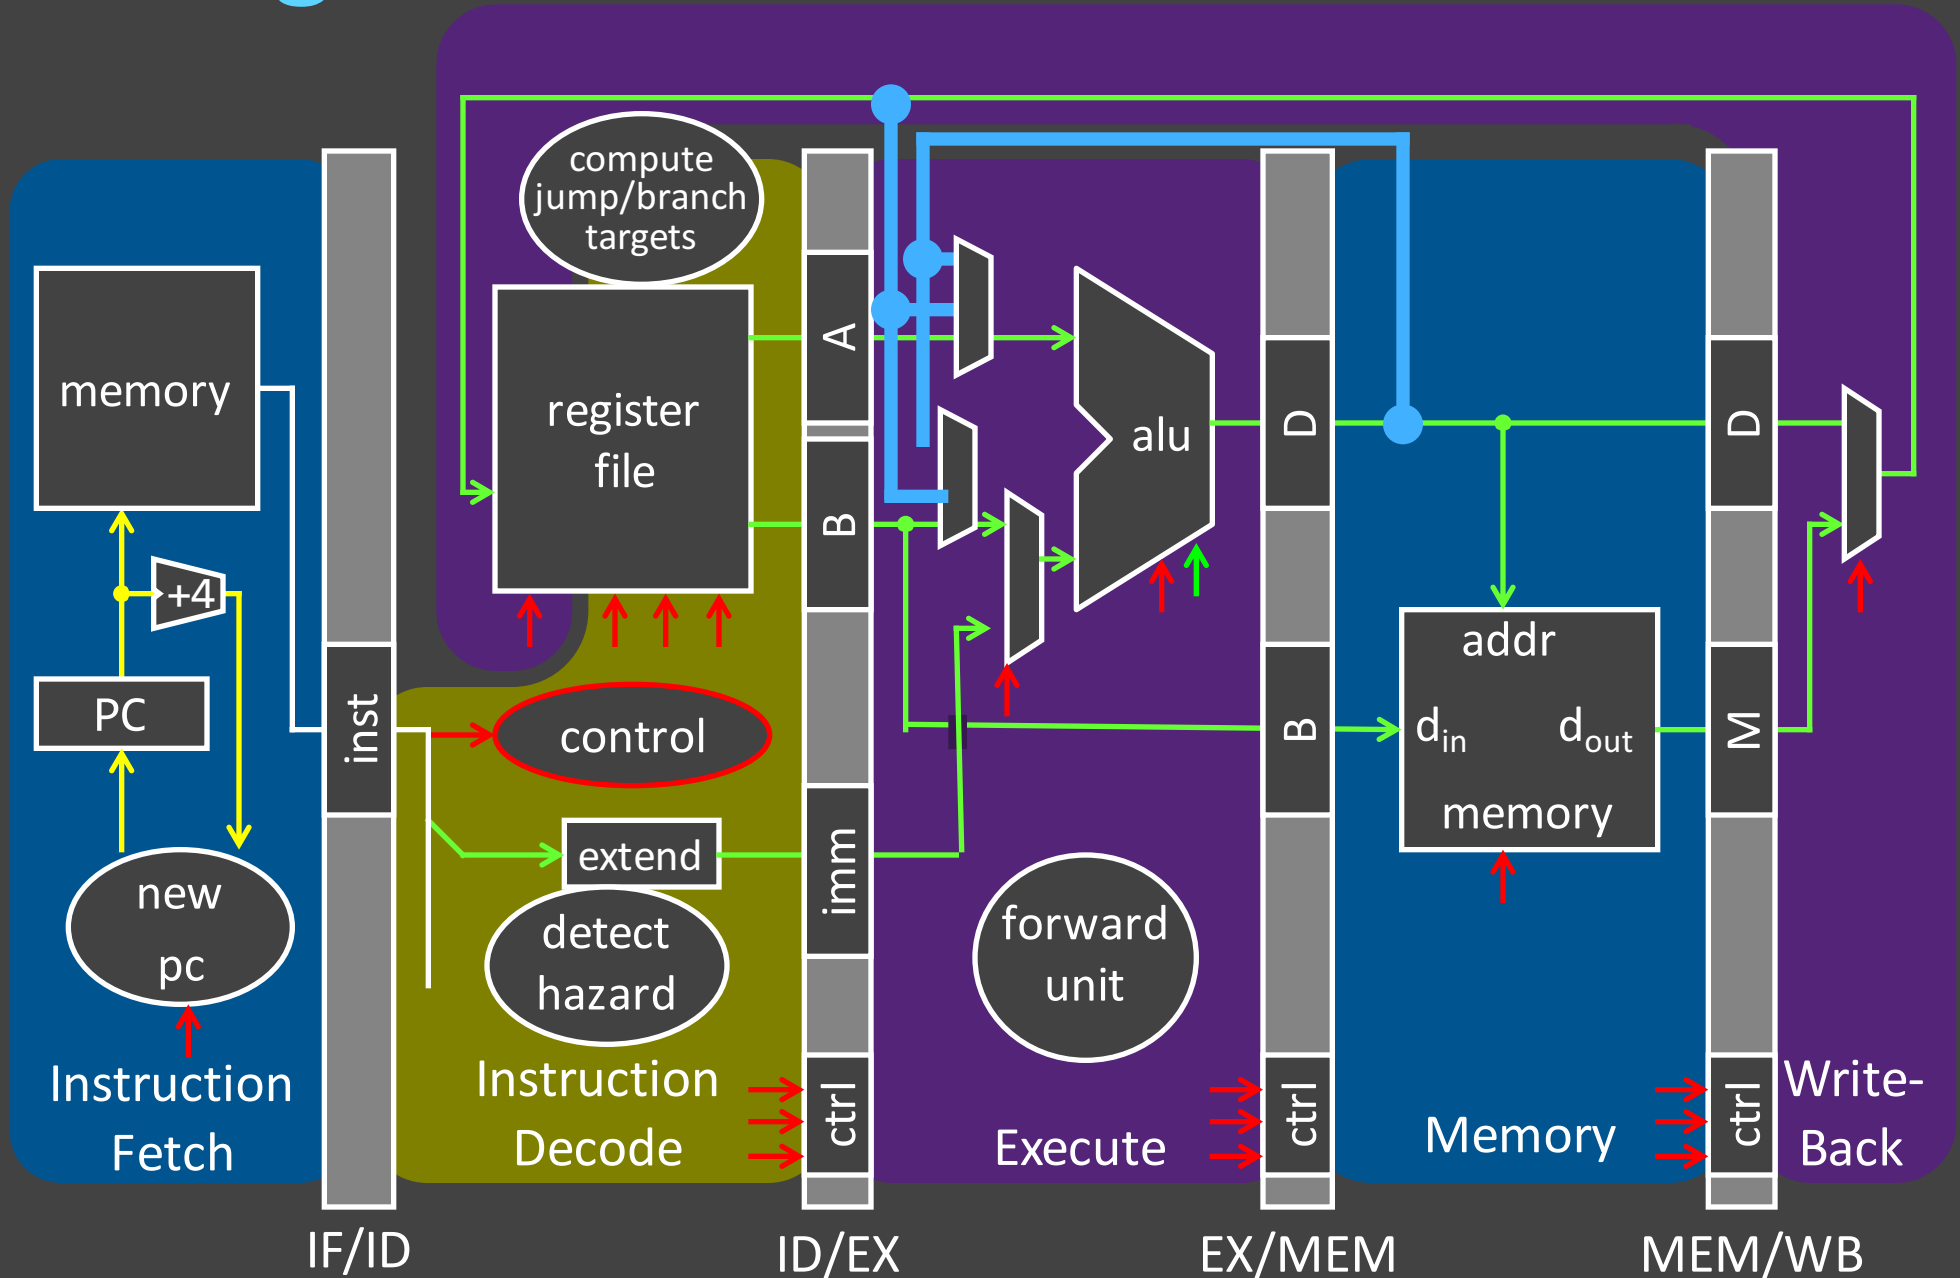 compute
jump/branch
targets
memory
+4
PC
new
pc
Instruction
Fetch
inst
IF/ID
register
file
control
extend
detect
hazard
Instruction
Decode
A
B
imm
ctrl
ID/EX
alu
forward
unit
Execute
D
B
ctrl
EX/MEM
addr
din
dout
memory
Memory
D
M
ctrl
MEM/WB
Write-
Back